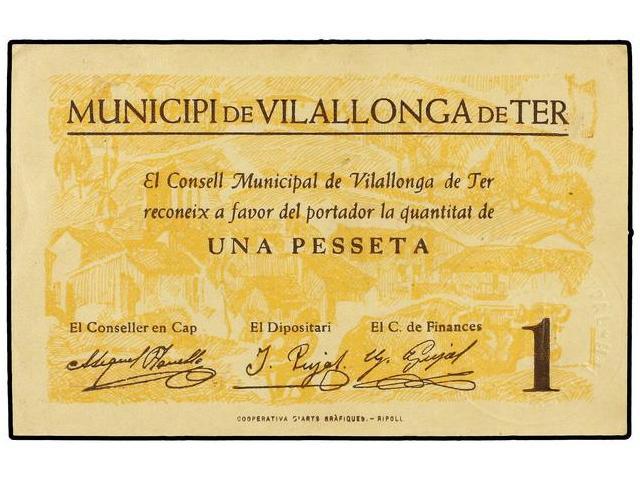 MUNICIPI DE VILALLONGA DE TER
El Consell Municipal de Vilallonga de Ter
reconeix a favor del portador la quantitat de
UNA PESSETA
El Conseller en Cap El Dipositari El C. de Finances
J. Pujal
1
COOPERATIVA D'ARTS GRÀFIQUES. - RIPOLL